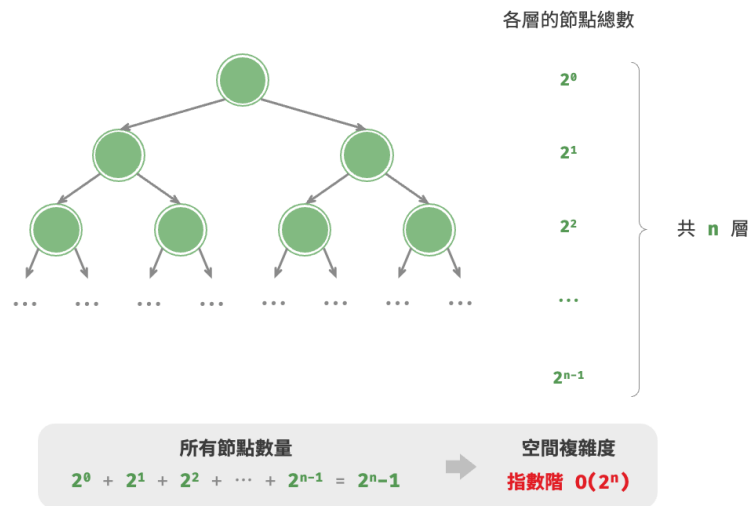 各層的節點總數
2⁰
2¹
2²
...
2ⁿ⁻¹
共 n 層
... ... ... ... ... ... ... ...
所有節點數量
2⁰ + 2¹ + 2² + ··· + 2ⁿ⁻¹ = 2ⁿ-1
空間複雜度
指數階 O(2ⁿ)